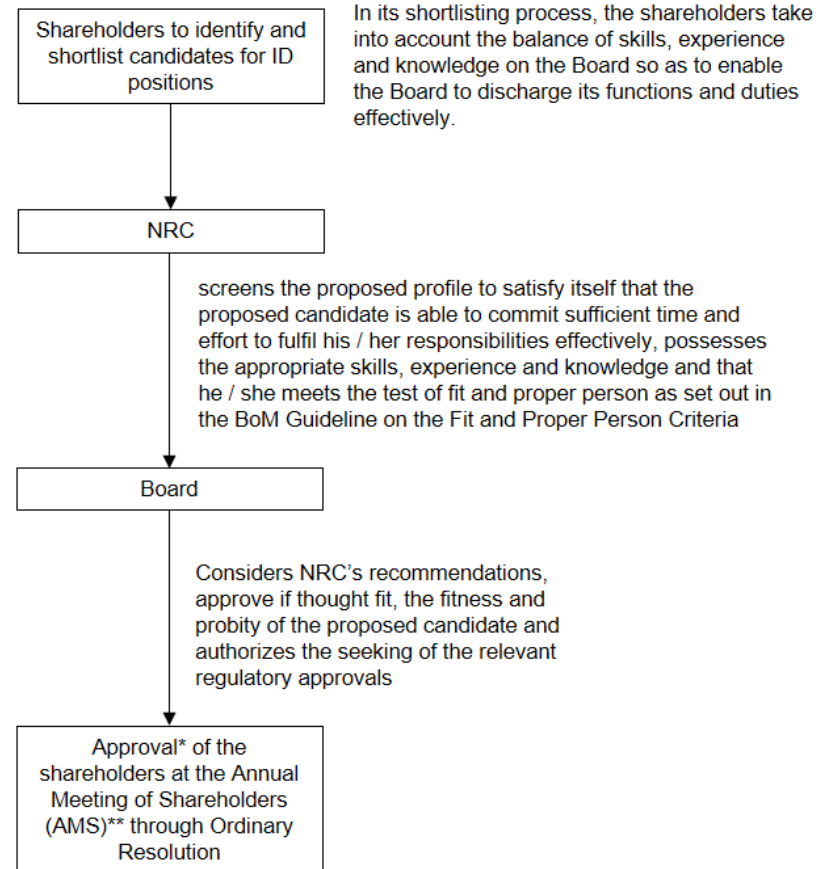 Shareholders to identify and
shortlist candidates for ID
positions
In its shortlisting process, the shareholders take
into account the balance of skills, experience
and knowledge on the Board so as to enable
the Board to discharge its functions and duties
effectively.
NRC
screens the proposed profile to satisfy itself that the
proposed candidate is able to commit sufficient time and
effort to fulfil his / her responsibilities effectively, possesses
the appropriate skills, experience and knowledge and that
he / she meets the test of fit and proper person as set out in
the BoM Guideline on the Fit and Proper Person Criteria
Board
Considers NRC's recommendations,
approve if thought fit, the fitness and
probity of the proposed candidate and
authorizes the seeking of the relevant
regulatory approvals
Approval* of the
shareholders at the Annual
Meeting of Shareholders
(AMS)** through Ordinary
Resolution